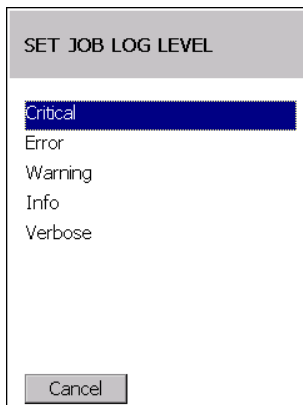 SET JOB LOG LEVEL
Critical
Error
Warning
Info
Verbose
Cancel